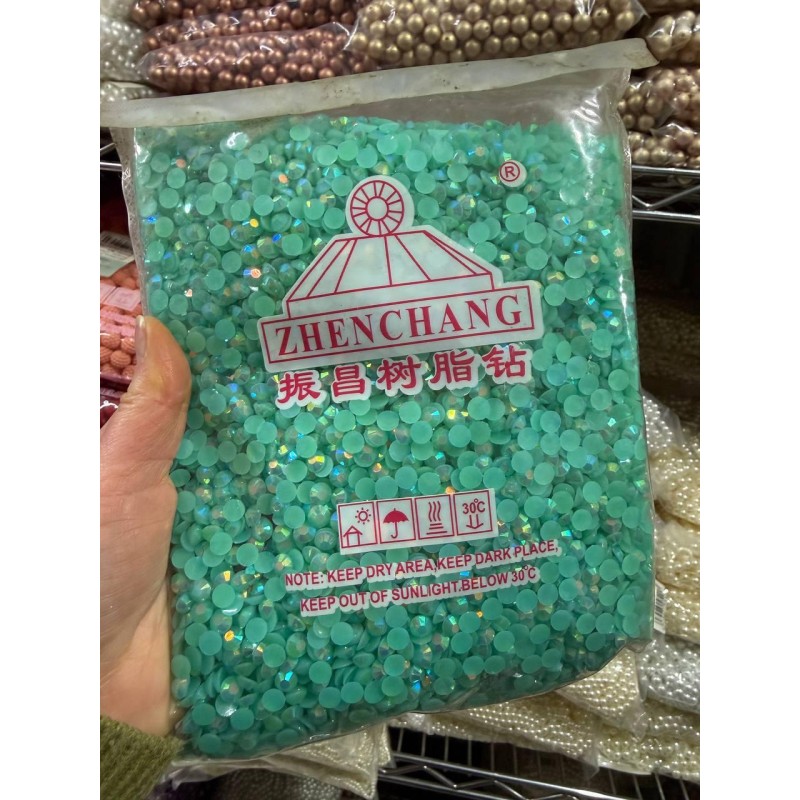 ®
ZHENCHANG
振昌树脂钻
30℃
NOTE: KEEP DRY AREA,KEEP DARK PLACE,
KEEP OUT OF SUNLIGHT.BELOW 30℃